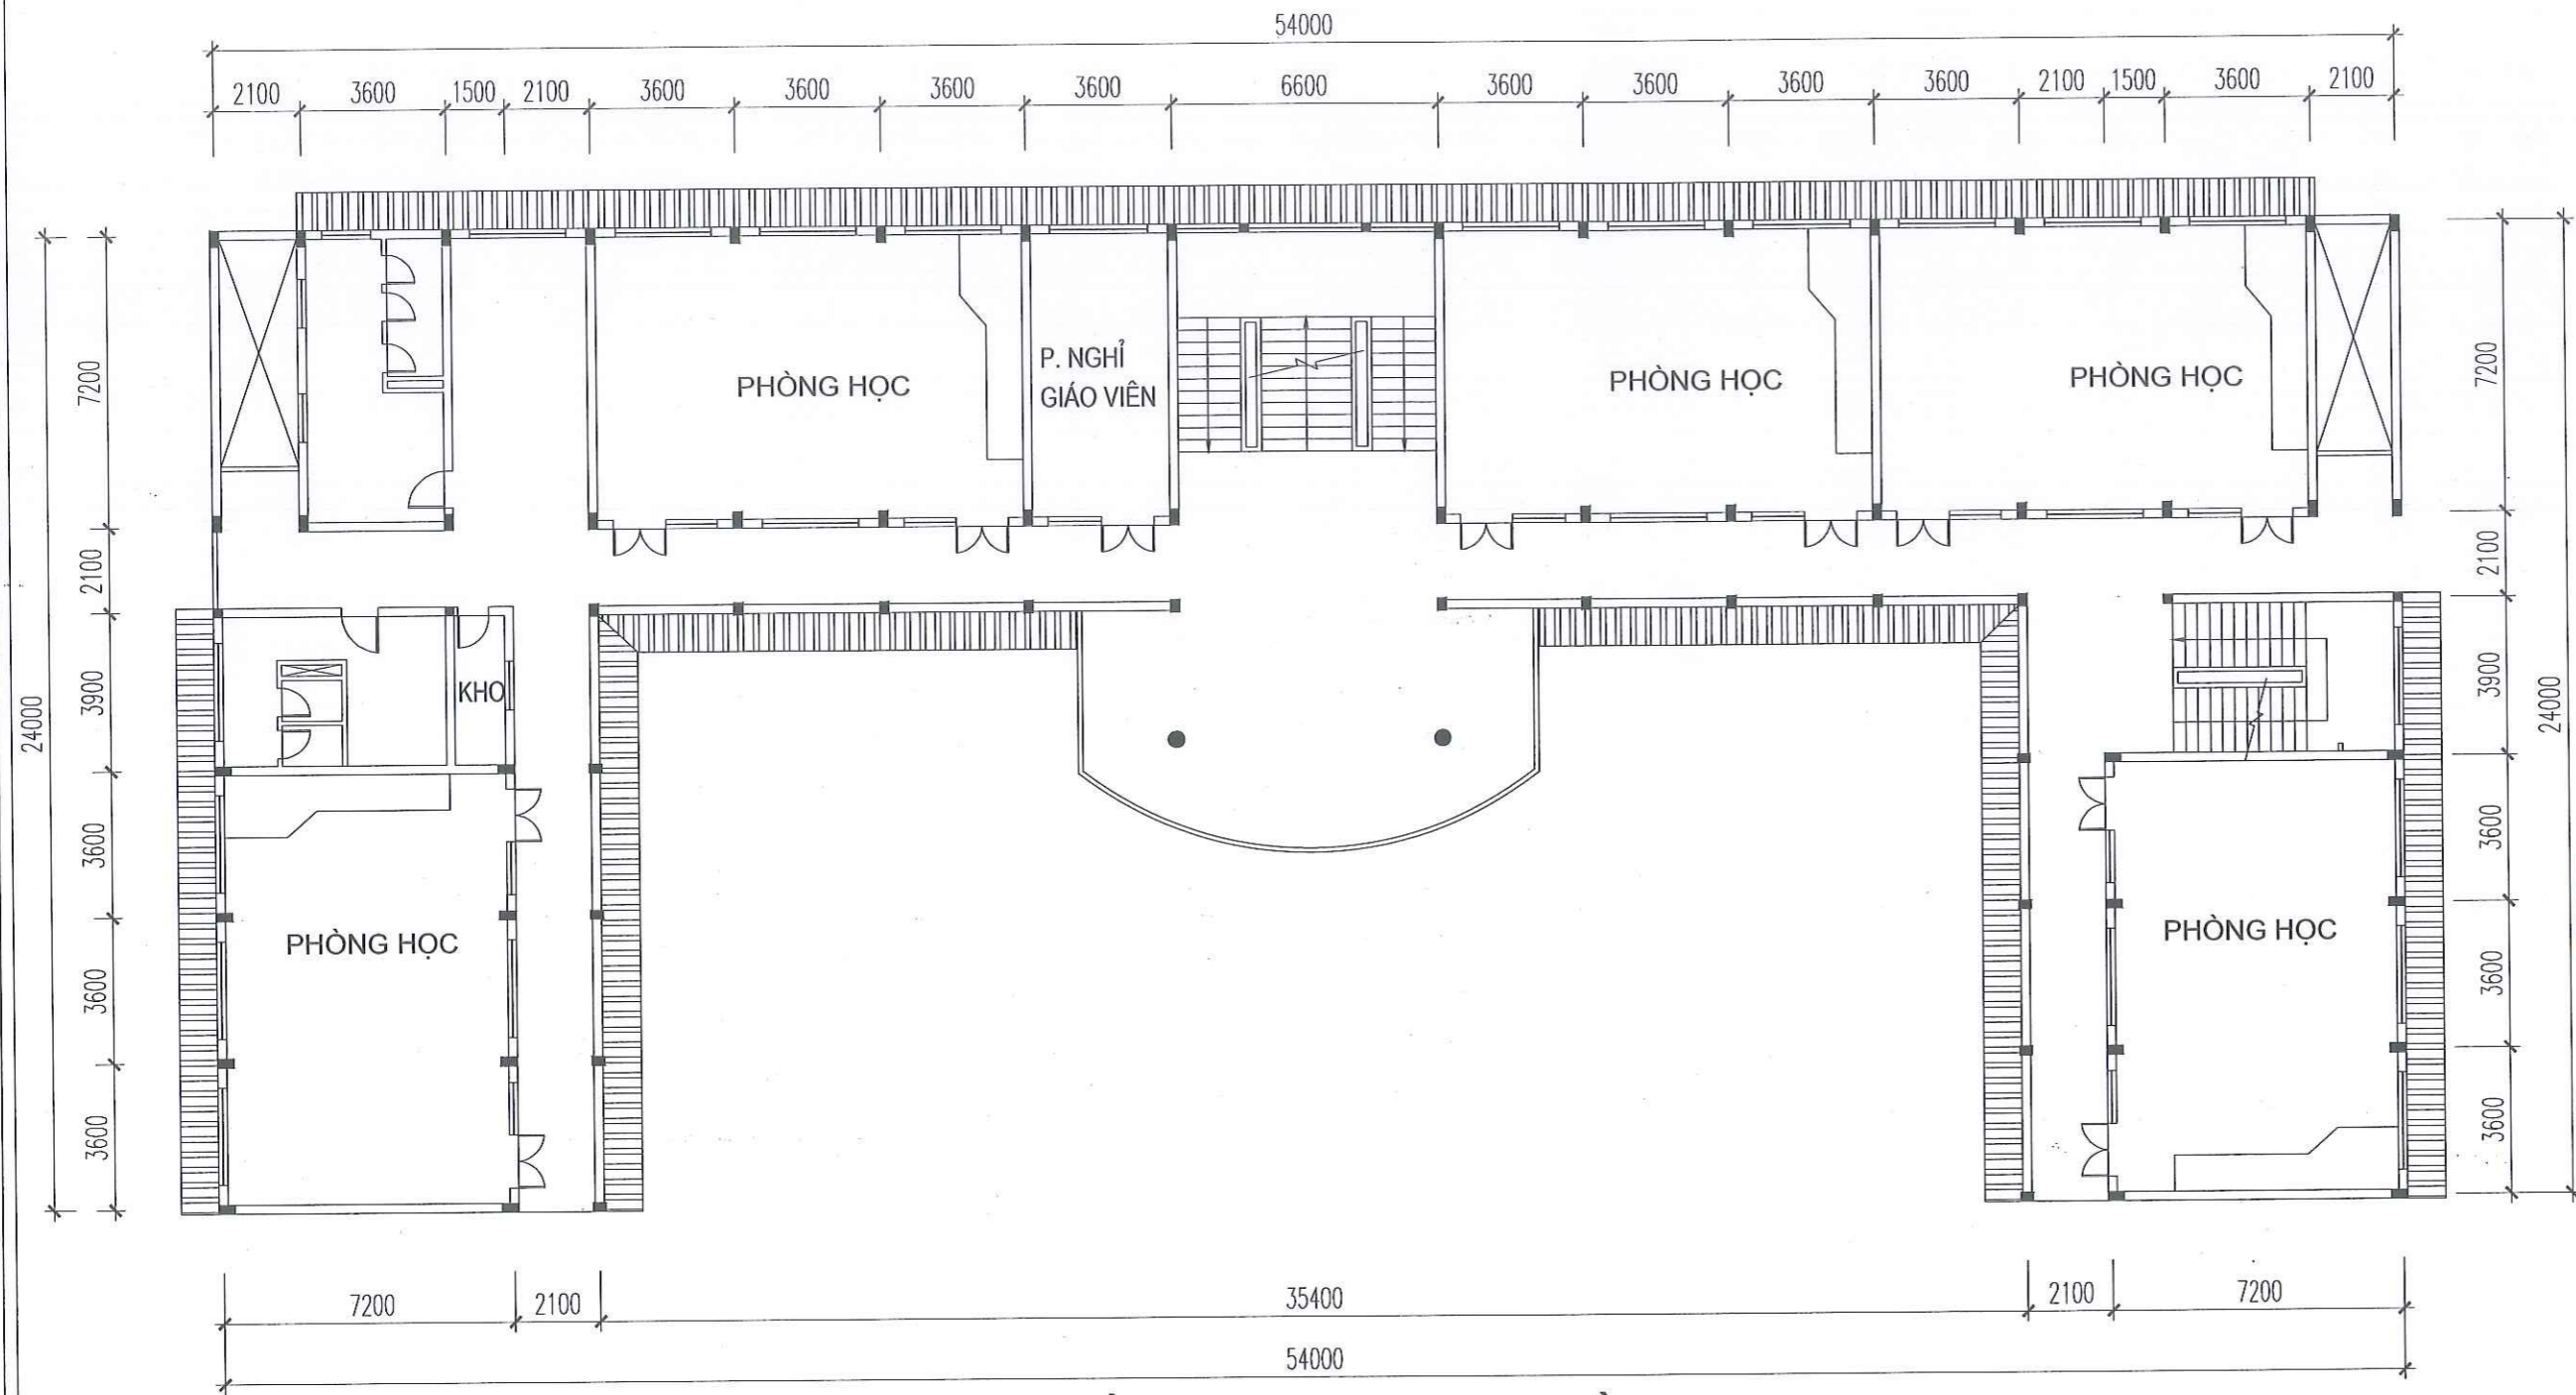 54000
2100 3600 1500 2100 3600 3600 3600 3600 6600 3600 3600 3600 3600 2100 1500 3600 2100
7200
2100
3900
3600
3600
3600
24000
PHÒNG HỌC
P. NGHỈ
GIÁO VIÊN
PHÒNG HỌC
PHÒNG HỌC
KHO
PHÒNG HỌC
PHÒNG HỌC
7200
2100
3900
3600
3600
3600
24000
7200 2100 35400 2100 7200
54000